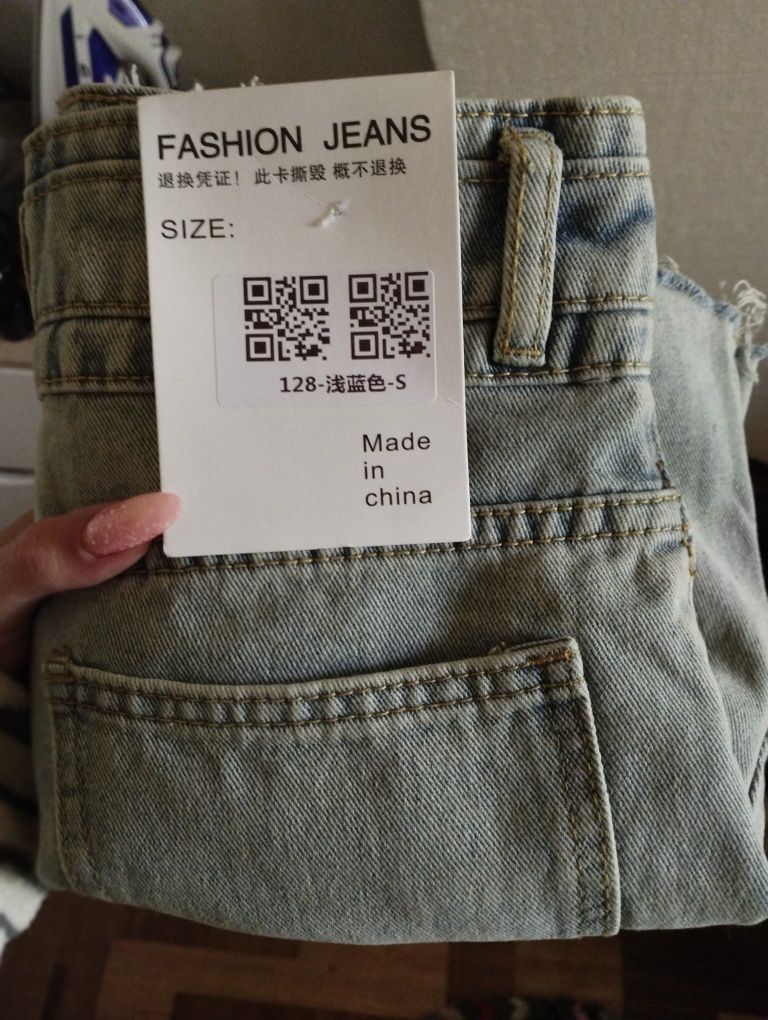 FASHION JEANS
退换凭证！ 此卡撕毁 概不退换
SIZE:
128-浅蓝色-S
Made
in
china